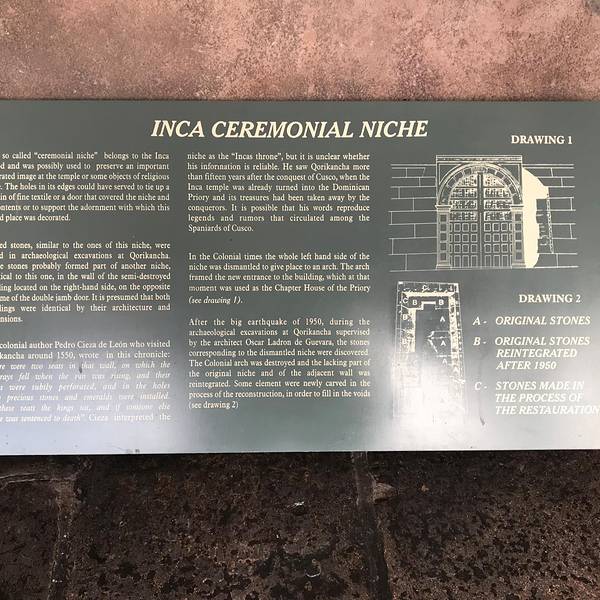 INCA CEREMONIAL NICHE
so called "ceremonial niche" belongs to the Inca
and was possibly used to preserve an important
image at the temple or some objects of religious
The holes in its edges could have served to tie up a
of fine textile or a door that covered the niche and
or to support the adornment with which this
place was decorated.
stones, similar to the ones of this niche, were
in archaeological excavations at Qorikancha.
stones probably formed part of another niche,
to this one, in the wall of the semi-destroyed
located on the right-hand side, on the opposite
of the double jamb door. It is presumed that both
were identical by their architecture and
colonial author Pedro Cieza de León who visited
around 1550, wrote in this chronicle:
were two seats in that wall, on which the
rays fell when the sun was rising, and their
were subtly perforated, and in the holes
precious stones and emeralds were installed.
these seats the kings sat, and if someone else
was sentenced to death". Cieza interpreted the
niche as the "Incas throne", but it is unclear whether
his infornation is reliable. He saw Qorikancha more
than fifteen years after the conquest of Cusco, when the
Inca temple was already turned into the Dominican
Priory and its treasures had been taken away by the
conquerors. It is possible that his words reproduce
legends and rumors that circulated among the
Spaniards of Cusco.
In the Colonial times the whole left hand side of the
niche was dismantled to give place to an arch. The arch
framed the new entrance to the building, which at that
moment was used as the Chapter House of the Priory
(see drawing 1).
After the big earthquake of 1950, during the
archaeological excavations at Qorikancha supervised
by the architect Oscar Ladron de Guevara, the stones
corresponding to the dismantled niche were discovered.
The Colonial arch was destroyed and the lacking part of
the original niche and of the adjacent wall was
reintegrated. Some element were newly carved in the
process of the reconstruction, in order to fill in the voids
(see drawing 2)
DRAWING 1
DRAWING 2
A - ORIGINAL STONES
B - ORIGINAL STONES
REINTEGRATED
AFTER 1950
C - STONES MADE IN
THE PROCESS OF
THE RESTAURATION